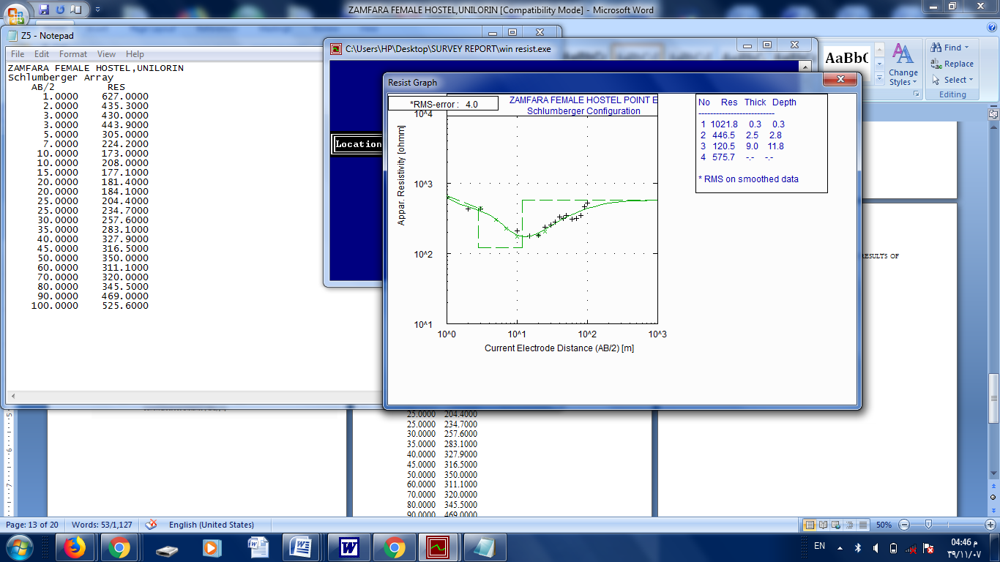 ZAMFARA FEMALE HOSTEL,UNILORIN [Compatibility Mode] - Microsoft Word
Z5 - Notepad
File Edit Format View Help
ZAMFARA FEMALE HOSTEL,UNILORIN
Schlumberger Array
AB/2 RES
1.0000 627.0000
2.0000 435.3000
3.0000 430.0000
3.0000 443.9000
5.0000 305.0000
7.0000 224.2000
10.0000 173.0000
10.0000 208.0000
15.0000 177.1000
20.0000 181.4000
20.0000 184.1000
25.0000 204.4000
25.0000 234.7000
30.0000 257.6000
35.0000 283.1000
40.0000 327.9000
45.0000 316.5000
50.0000 350.0000
60.0000 311.1000
70.0000 320.0000
80.0000 345.5000
90.0000 469.0000
100.0000 525.6000
C:\Users\HP\Desktop\SURVEY REPORT\win resist.exe
Location
Resist Graph
*RMS-error : 4.0
ZAMFARA FEMALE HOSTEL POINT E
Schlumberger Configuration
Appar. Resistivity [ohmm]
10^4
10^3
10^2
10^1
10^0 10^1 10^2 10^3
Current Electrode Distance (AB/2) [m]
No Res Thick Depth
----------------------------
1 1021.8 0.3 0.3
2 446.5 2.5 2.8
3 120.5 9.0 11.8
4 575.7 -.- -.-
* RMS on smoothed data
AaBbC
Change
Styles
Find
Replace
Select
Editing
RESULTS OF
25.0000 204.4000
25.0000 234.7000
30.0000 257.6000
35.0000 283.1000
40.0000 327.9000
45.0000 316.5000
50.0000 350.0000
60.0000 311.1000
70.0000 320.0000
80.0000 345.5000
90.0000 469.0000
Page: 13 of 20 Words: 53/1,127 English (United States) 50%
EN
04:46 م
٣٩/١١/٠٧